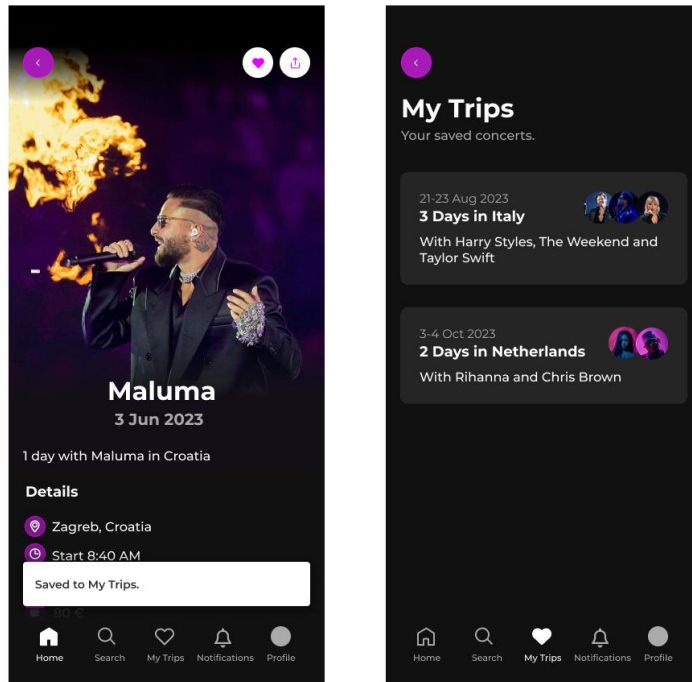 Maluma
3 Jun 2023
1 day with Maluma in Croatia
Details
Zagreb, Croatia
Start 8:40 AM
Saved to My Trips.
80 €
Home
Search
My Trips
Notifications
Profile
My Trips
Your saved concerts.
21-23 Aug 2023
3 Days in Italy
With Harry Styles, The Weekend and
Taylor Swift
3-4 Oct 2023
2 Days in Netherlands
With Rihanna and Chris Brown
Home
Search
My Trips
Notifications
Profile